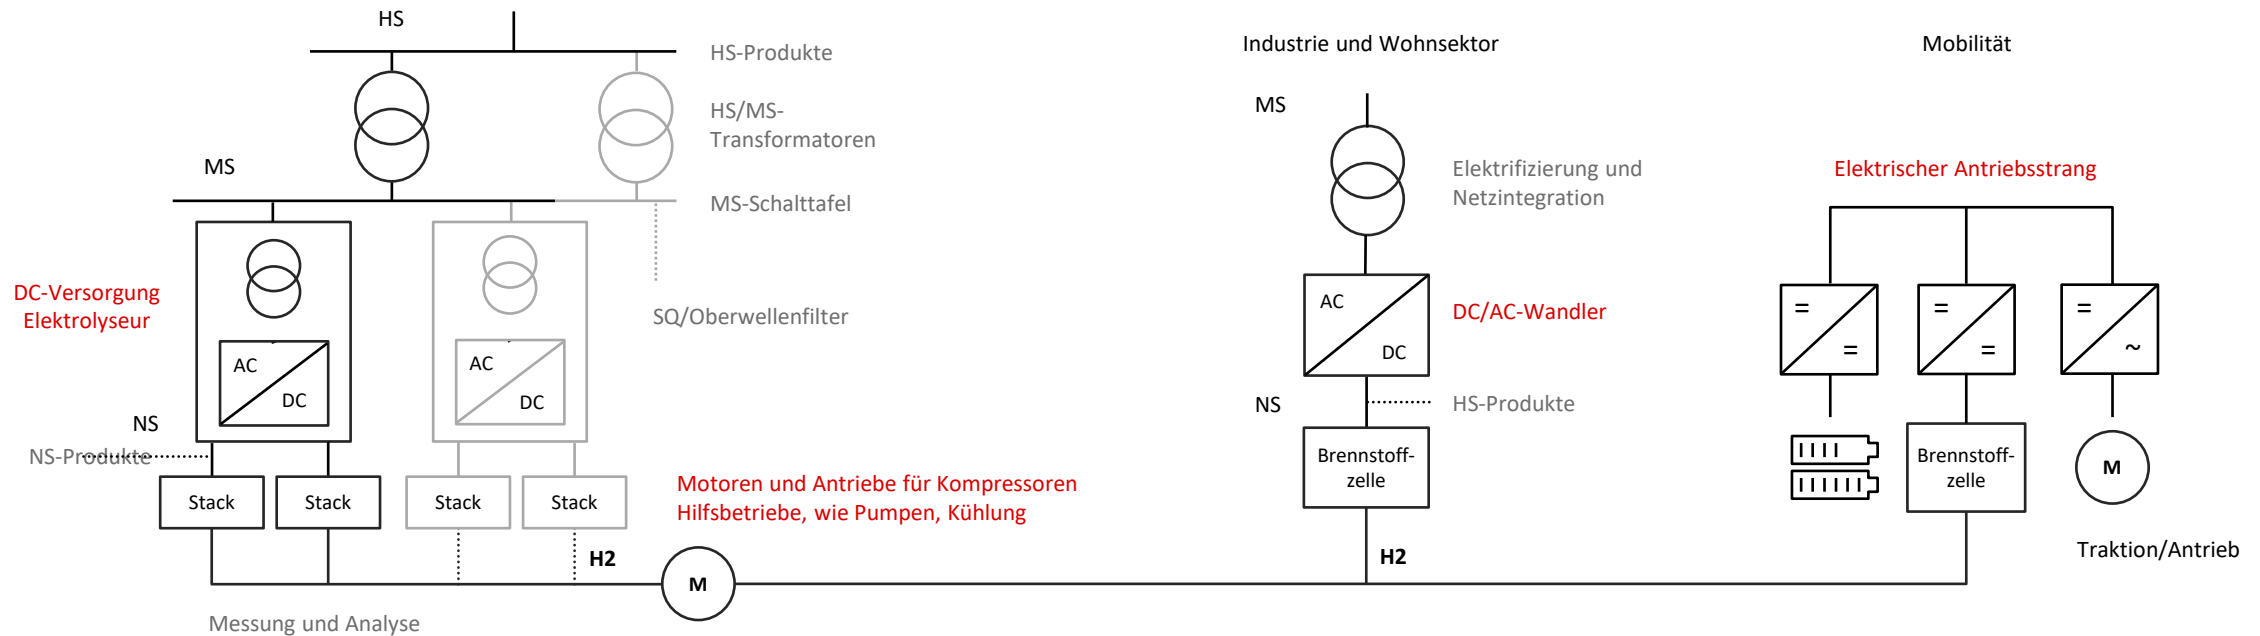 HS
HS-Produkte
HS/MS-
Transformatoren
MS
MS-Schalttafel
DC-Versorgung
Elektrolyseur
SQ/Oberwellenfilter
AC
DC
AC
DC
NS
NS-Produkte
Stack
Stack
Stack
Stack
Motoren und Antriebe für Kompressoren
Hilfsbetriebe, wie Pumpen, Kühlung
H2
M
Messung und Analyse
Industrie und Wohnsektor
MS
Elektrifizierung und
Netzintegration
AC
DC
DC/AC-Wandler
NS
HS-Produkte
Brennstoff-
zelle
H2
Mobilität
Elektrischer Antriebsstrang
=
=
=
=
=
~
Brennstoff-
zelle
M
Traktion/Antrieb